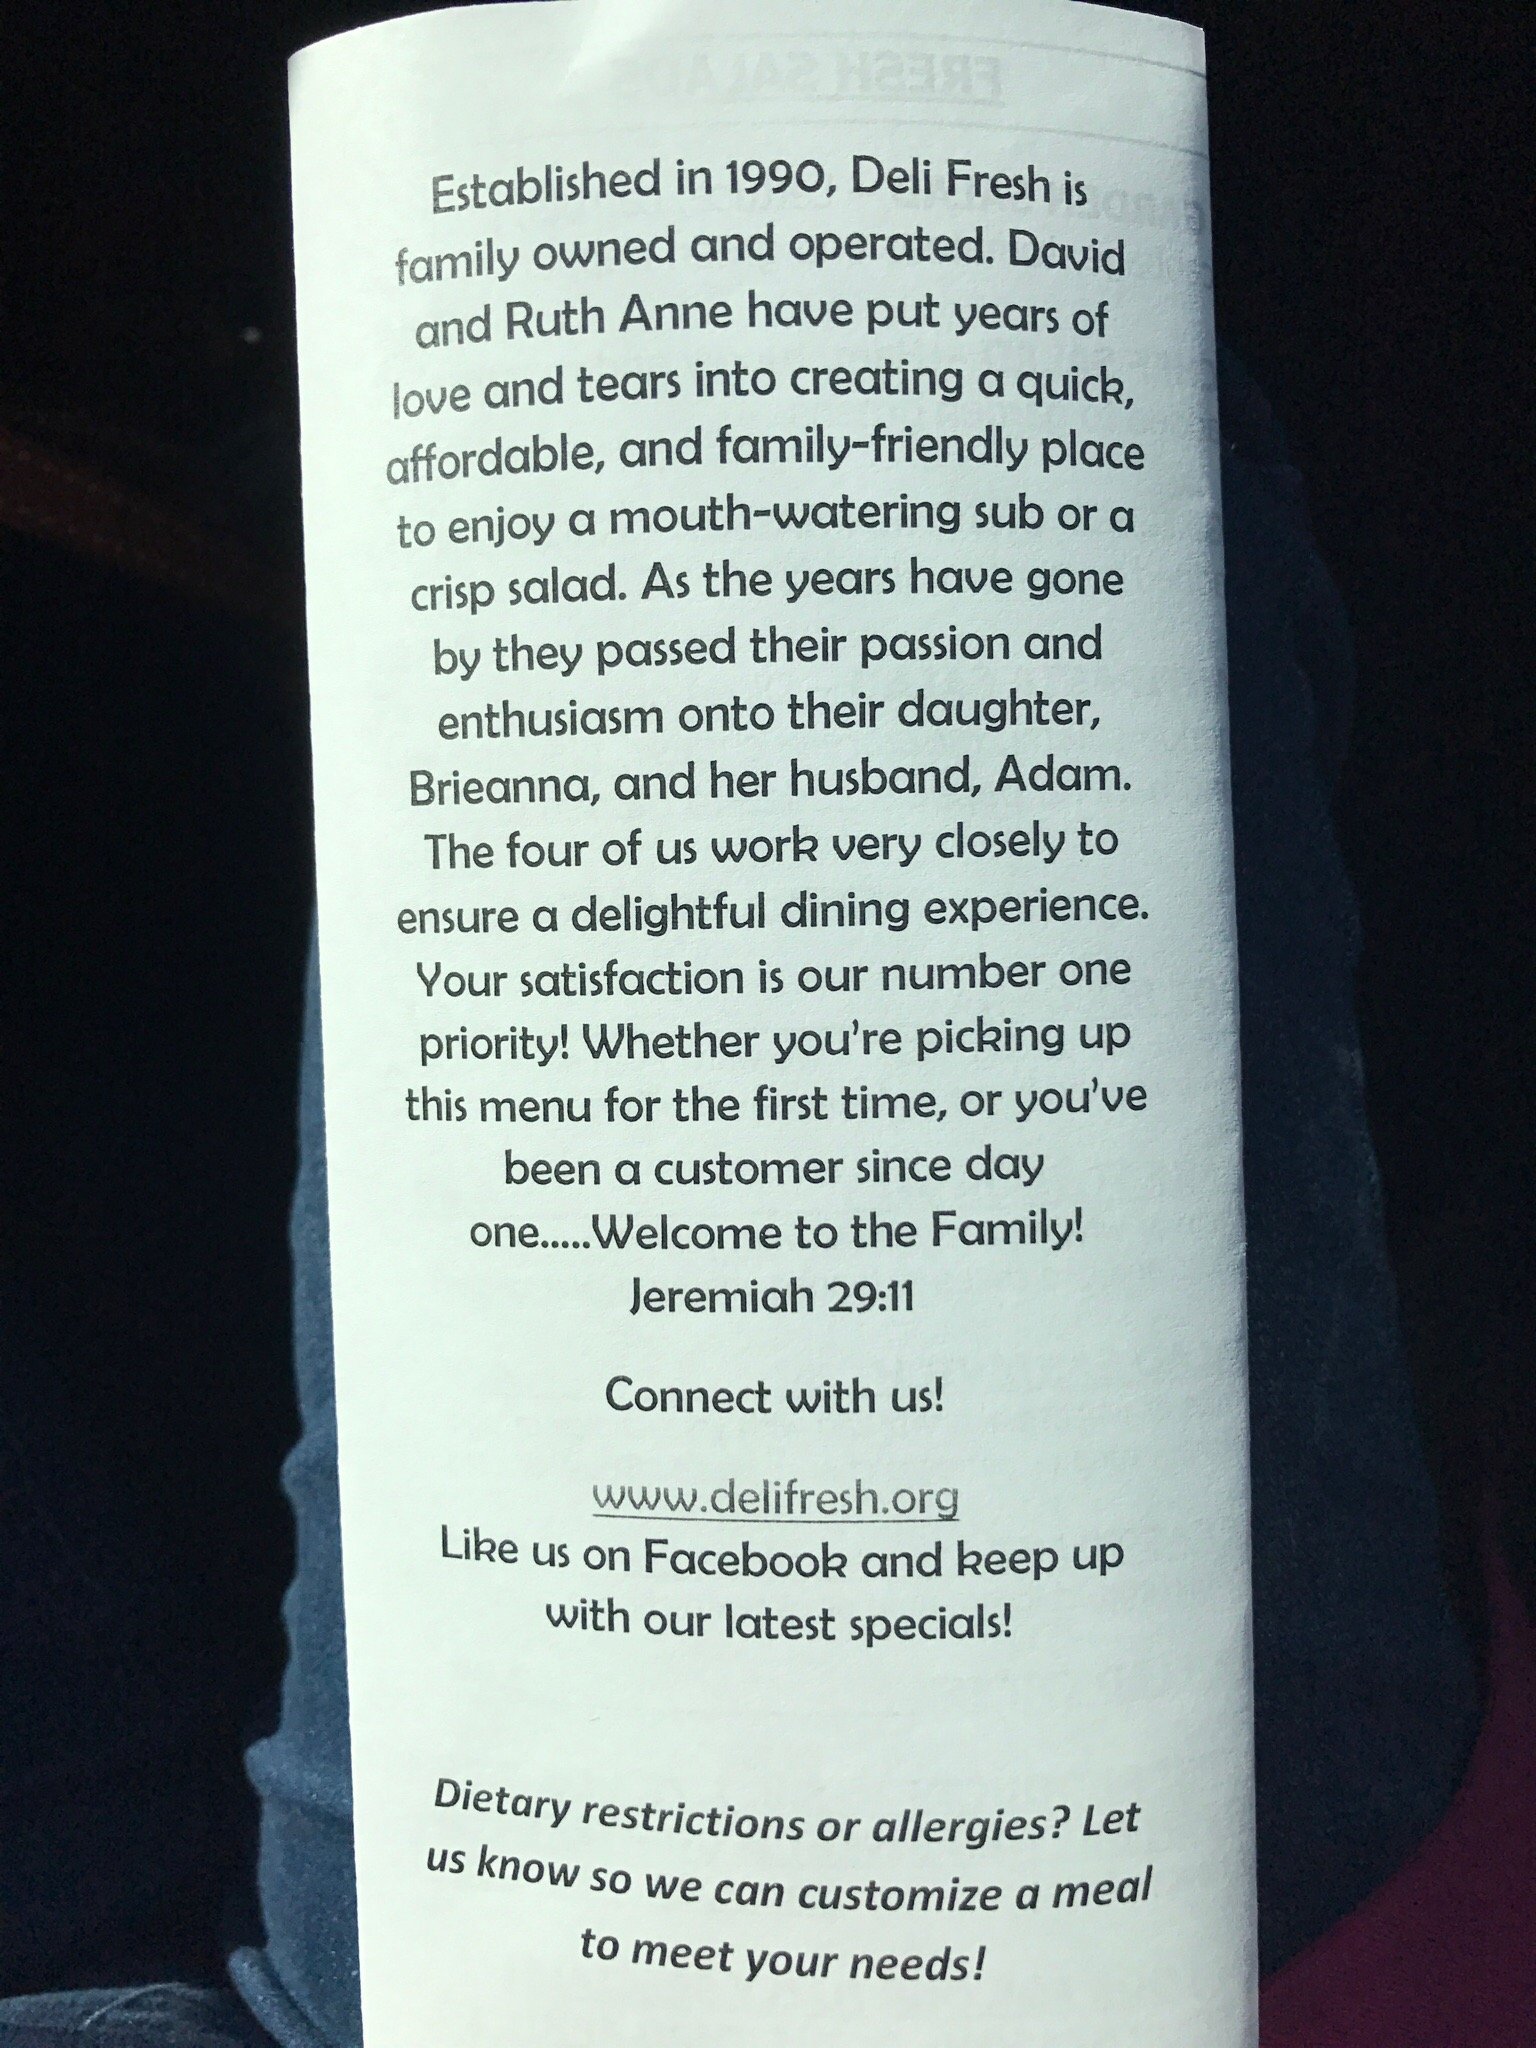 Established in 1990, Deli Fresh is
family owned and operated. David
and Ruth Anne have put years of
love and tears into creating a quick,
affordable, and family-friendly place
to enjoy a mouth-watering sub or a
crisp salad. As the years have gone
by they passed their passion and
enthusiasm onto their daughter,
Brieanna, and her husband, Adam.
The four of us work very closely to
ensure a delightful dining experience.
Your satisfaction is our number one
priority! Whether you're picking up
this menu for the first time, or you've
been a customer since day
one.....Welcome to the Family!
Jeremiah 29:11
Connect with us!
www.delifresh.org
Like us on Facebook and keep up
with our latest specials!
Dietary restrictions or allergies? Let
us know so we can customize a meal
to meet your needs!